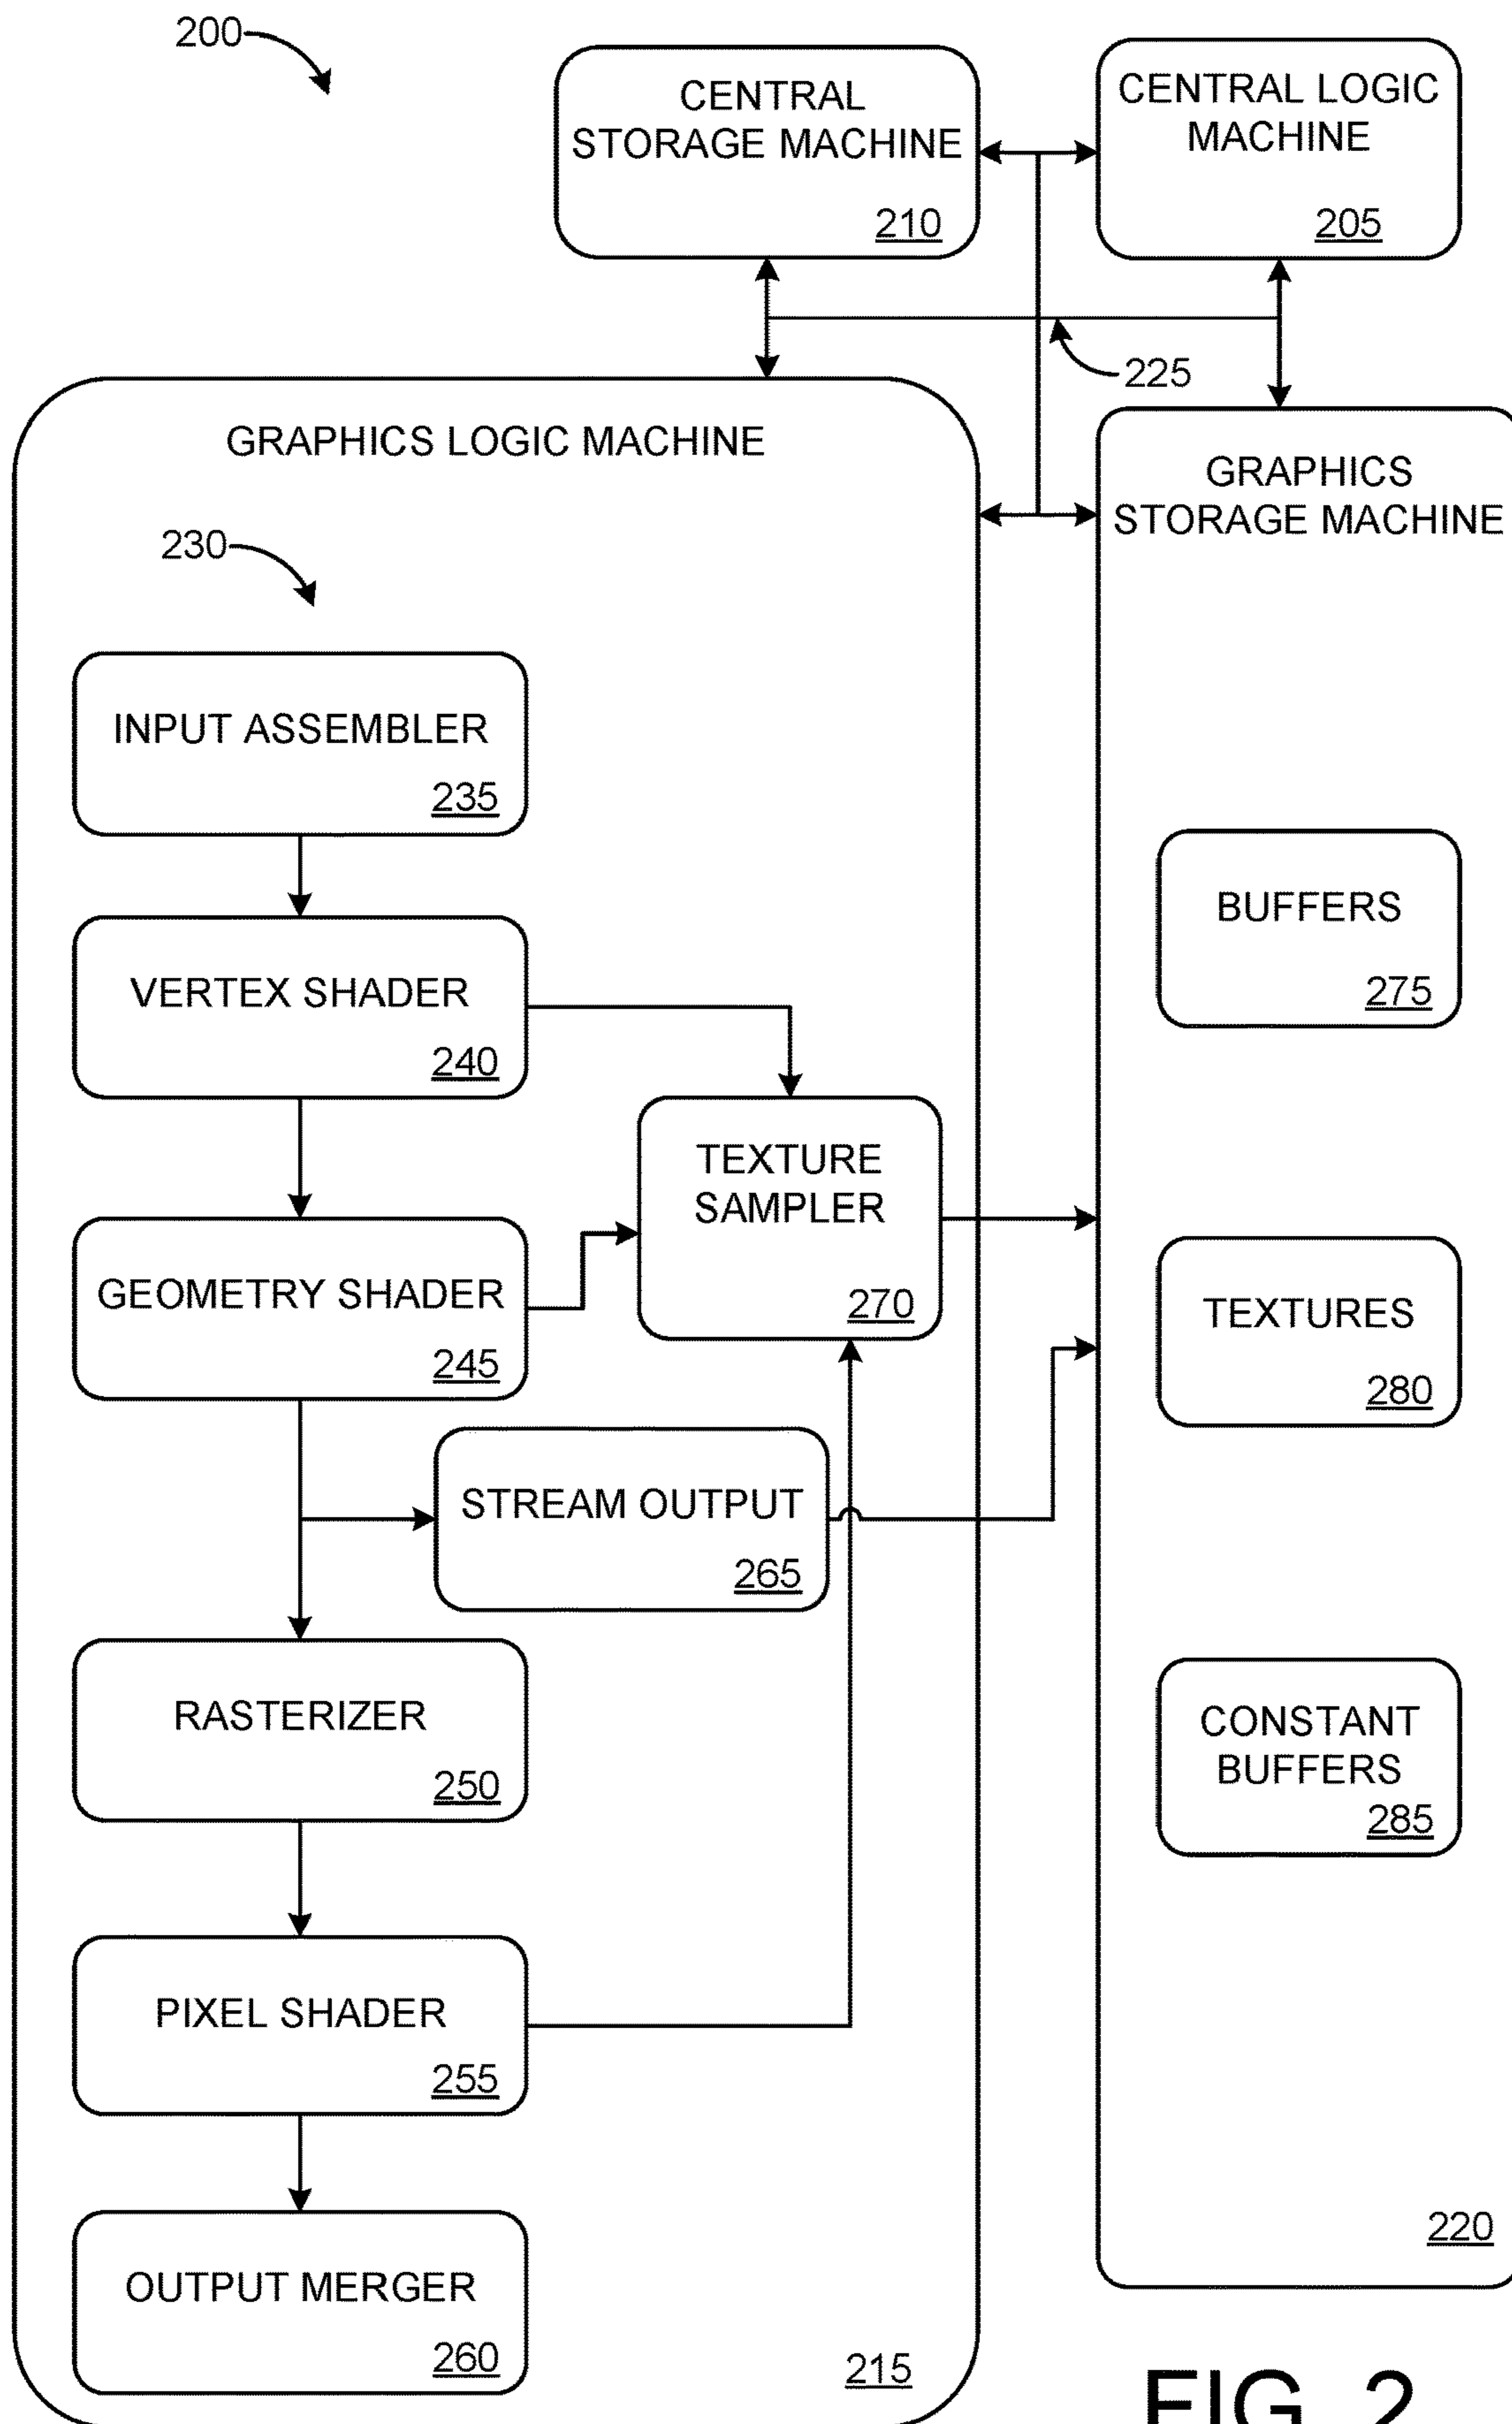 200
CENTRAL
STORAGE MACHINE
210
CENTRAL LOGIC
MACHINE
205
225
GRAPHICS LOGIC MACHINE
230
INPUT ASSEMBLER
235
VERTEX SHADER
240
GEOMETRY SHADER
245
TEXTURE
SAMPLER
270
STREAM OUTPUT
265
RASTERIZER
250
PIXEL SHADER
255
OUTPUT MERGER
260
215
GRAPHICS
STORAGE MACHINE
BUFFERS
275
TEXTURES
280
CONSTANT
BUFFERS
285
220
FIG. 2